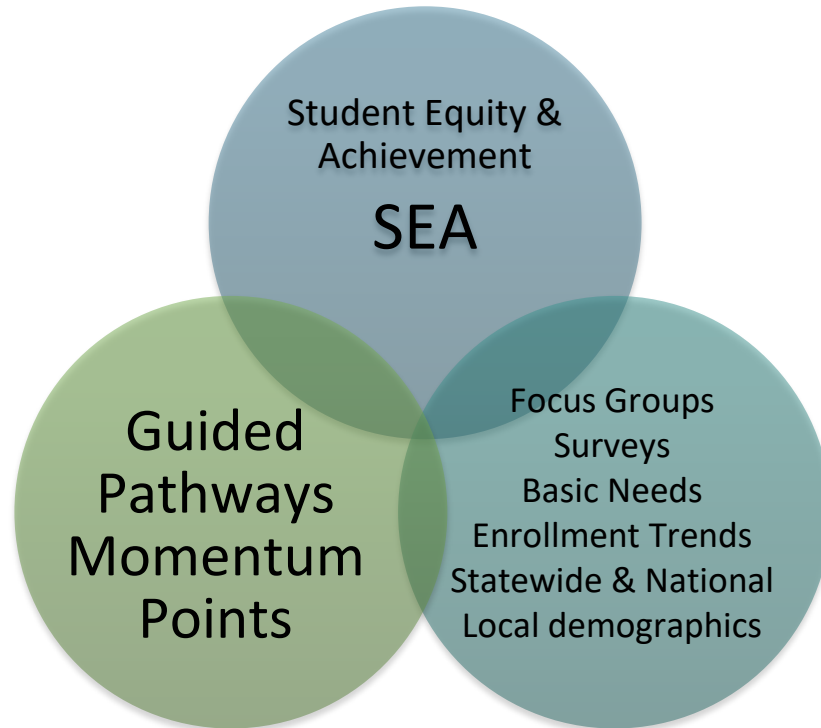 Student Equity &
Achievement
SEA
Guided
Pathways
Momentum
Points
Focus Groups
Surveys
Basic Needs
Enrollment Trends
Statewide & National
Local demographics